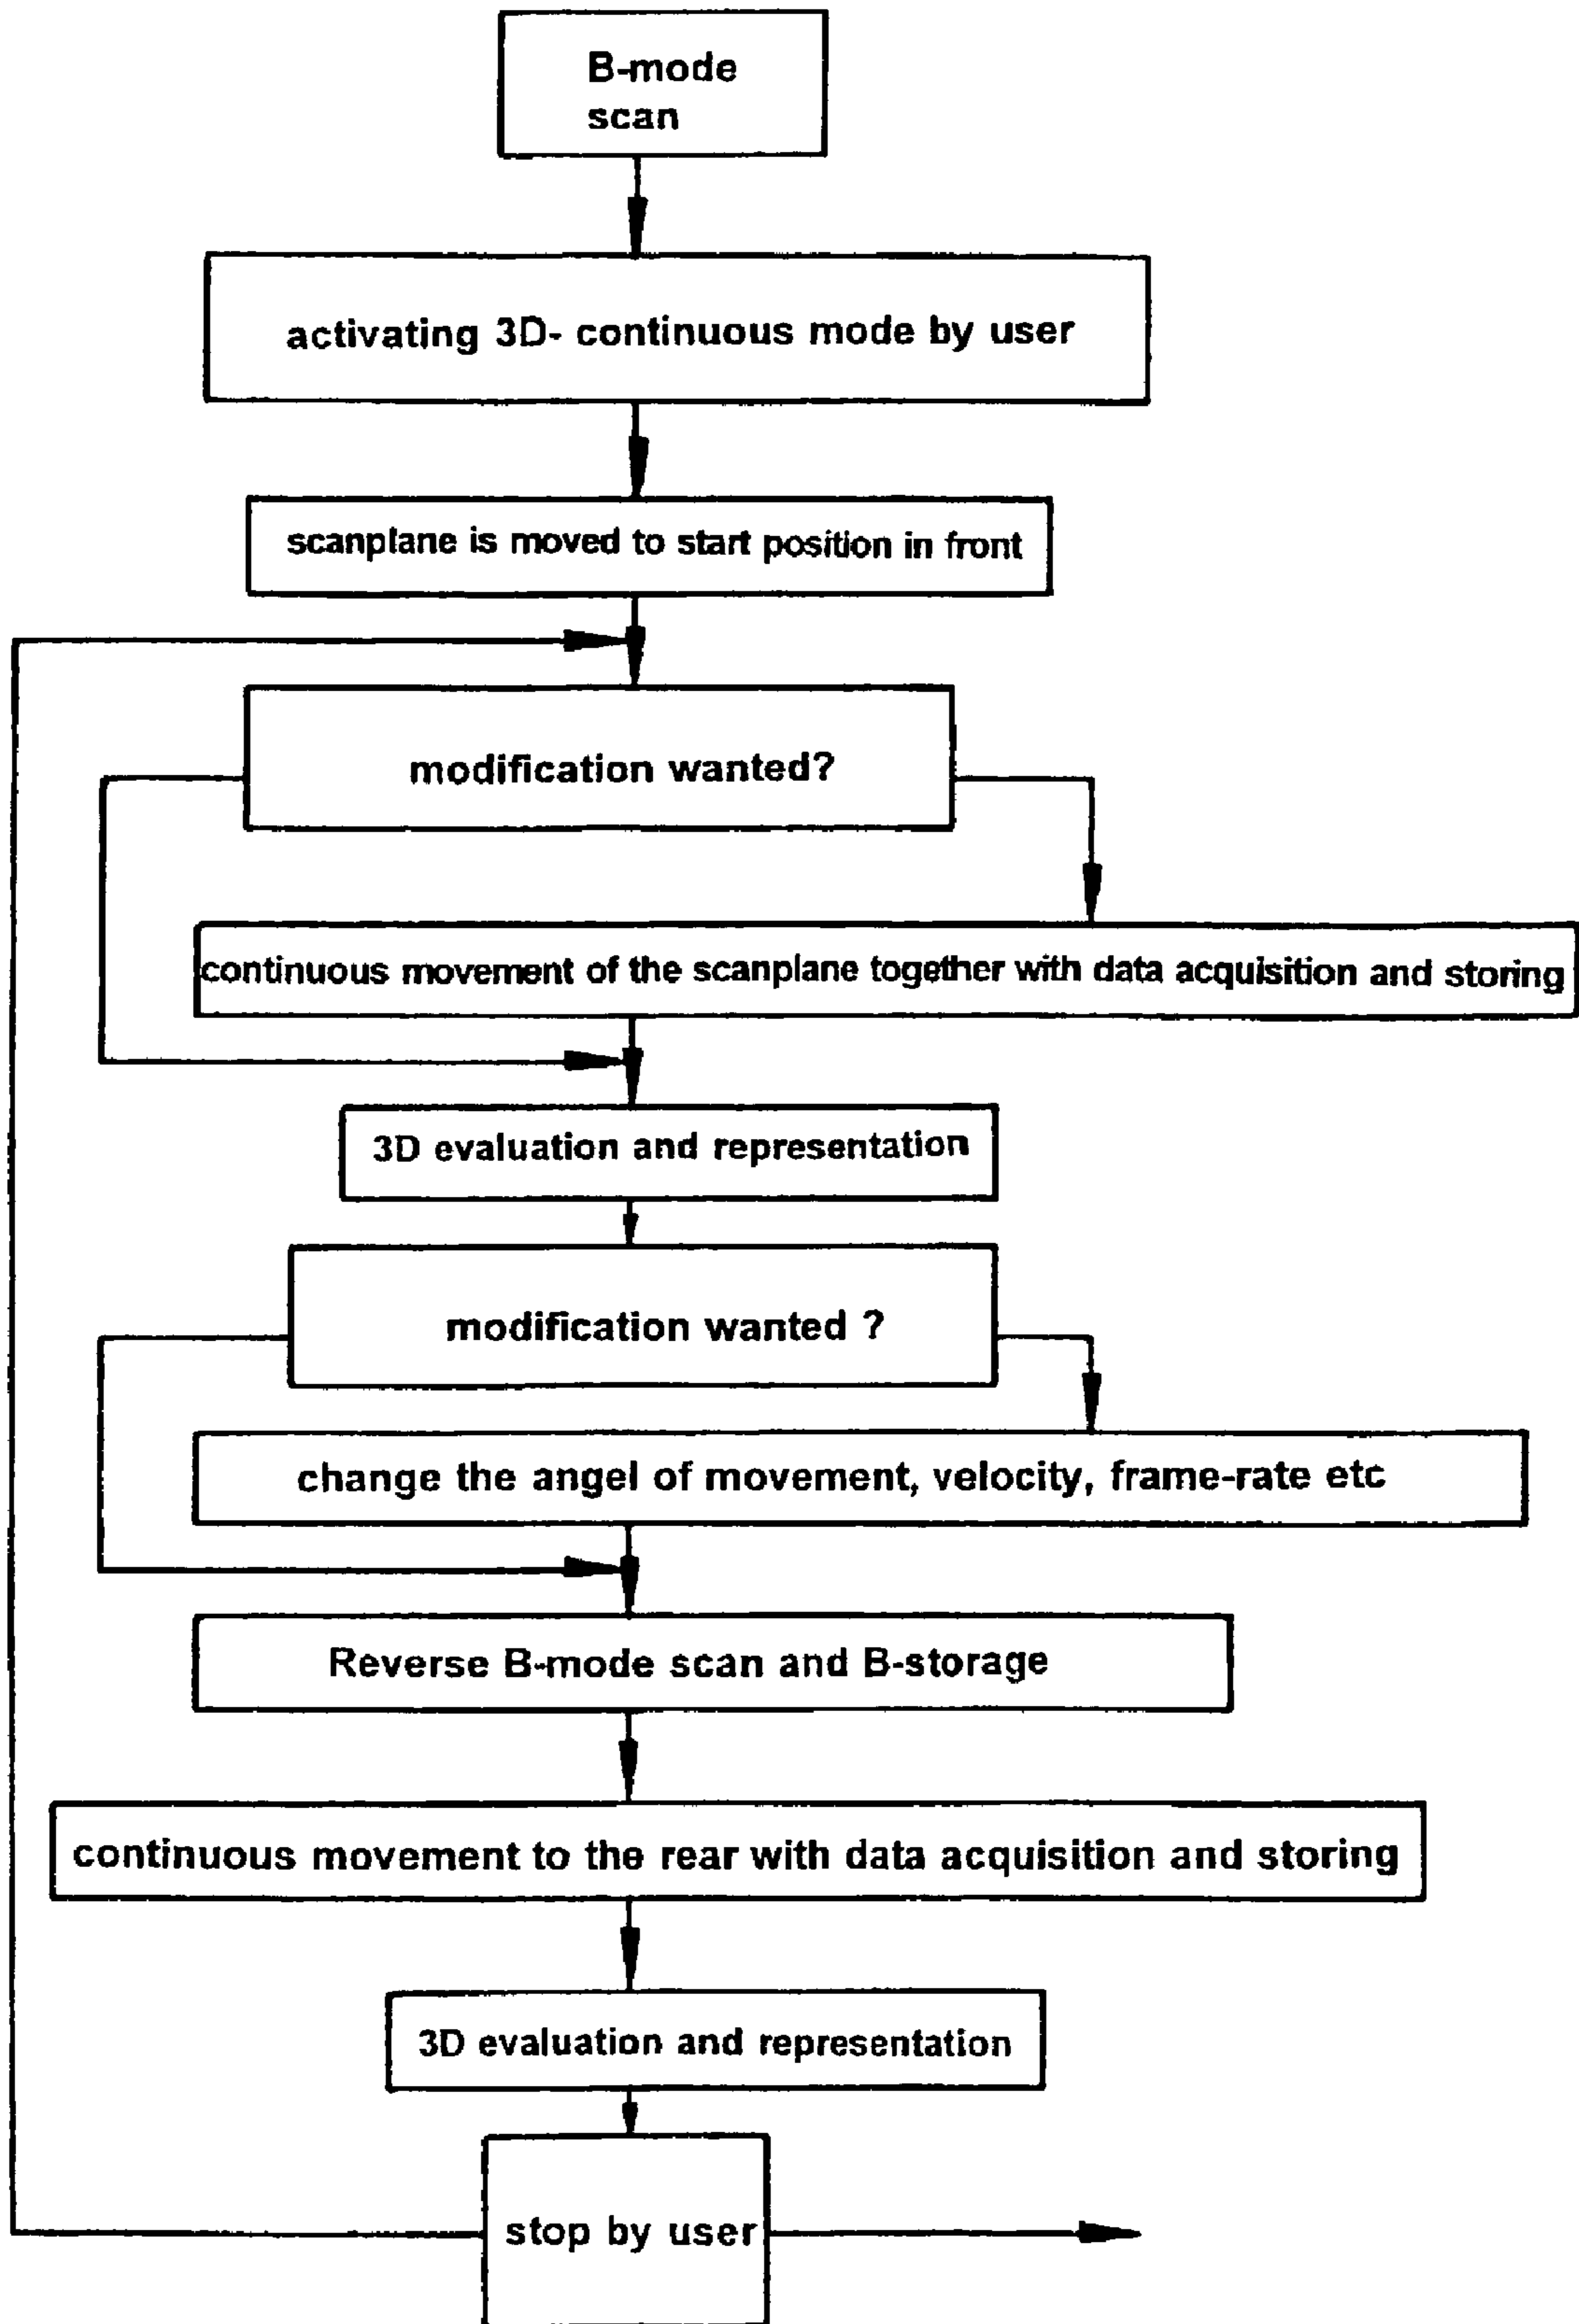 B-mode
scan
activating 3D- continuous mode by user
scanplane is moved to start position in front
modification wanted?
continuous movement of the scanplane together with data acquisition and storing
3D evaluation and representation
modification wanted ?
change the angel of movement, velocity, frame-rate etc
Reverse B-mode scan and B-storage
continuous movement to the rear with data acquisition and storing
3D evaluation and representation
stop by user